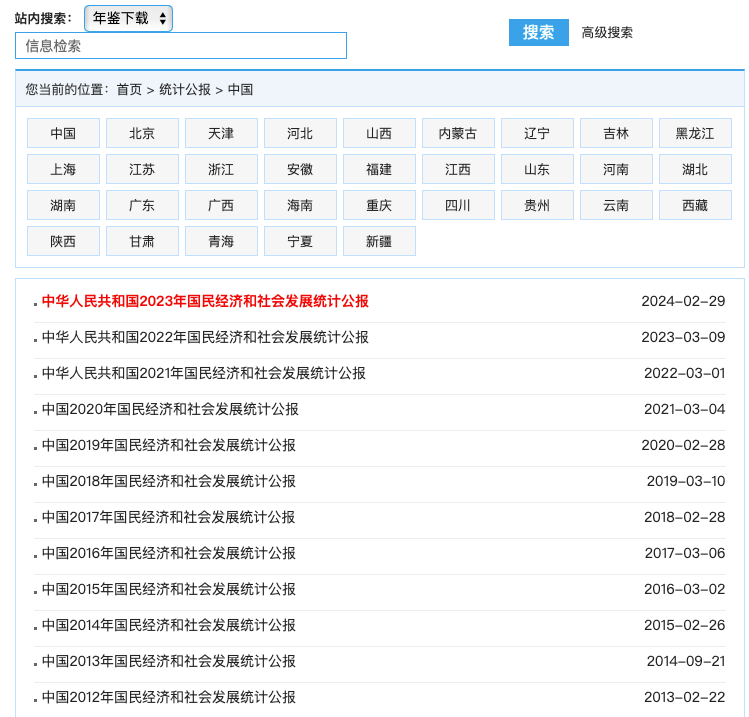 站内搜索: 年鉴下载
信息检索 搜索 高级搜索
您当前的位置: 首页 > 统计公报 > 中国
中国 北京 天津 河北 山西 内蒙古 辽宁 吉林 黑龙江
上海 江苏 浙江 安徽 福建 江西 山东 河南 湖北
湖南 广东 广西 海南 重庆 四川 贵州 云南 西藏
陕西 甘肃 青海 宁夏 新疆
中华人民共和国2023年国民经济和社会发展统计公报 2024-02-29
中华人民共和国2022年国民经济和社会发展统计公报 2023-03-09
中华人民共和国2021年国民经济和社会发展统计公报 2022-03-01
中国2020年国民经济和社会发展统计公报 2021-03-04
中国2019年国民经济和社会发展统计公报 2020-02-28
中国2018年国民经济和社会发展统计公报 2019-03-10
中国2017年国民经济和社会发展统计公报 2018-02-28
中国2016年国民经济和社会发展统计公报 2017-03-06
中国2015年国民经济和社会发展统计公报 2016-03-02
中国2014年国民经济和社会发展统计公报 2015-02-26
中国2013年国民经济和社会发展统计公报 2014-09-21
中国2012年国民经济和社会发展统计公报 2013-02-22